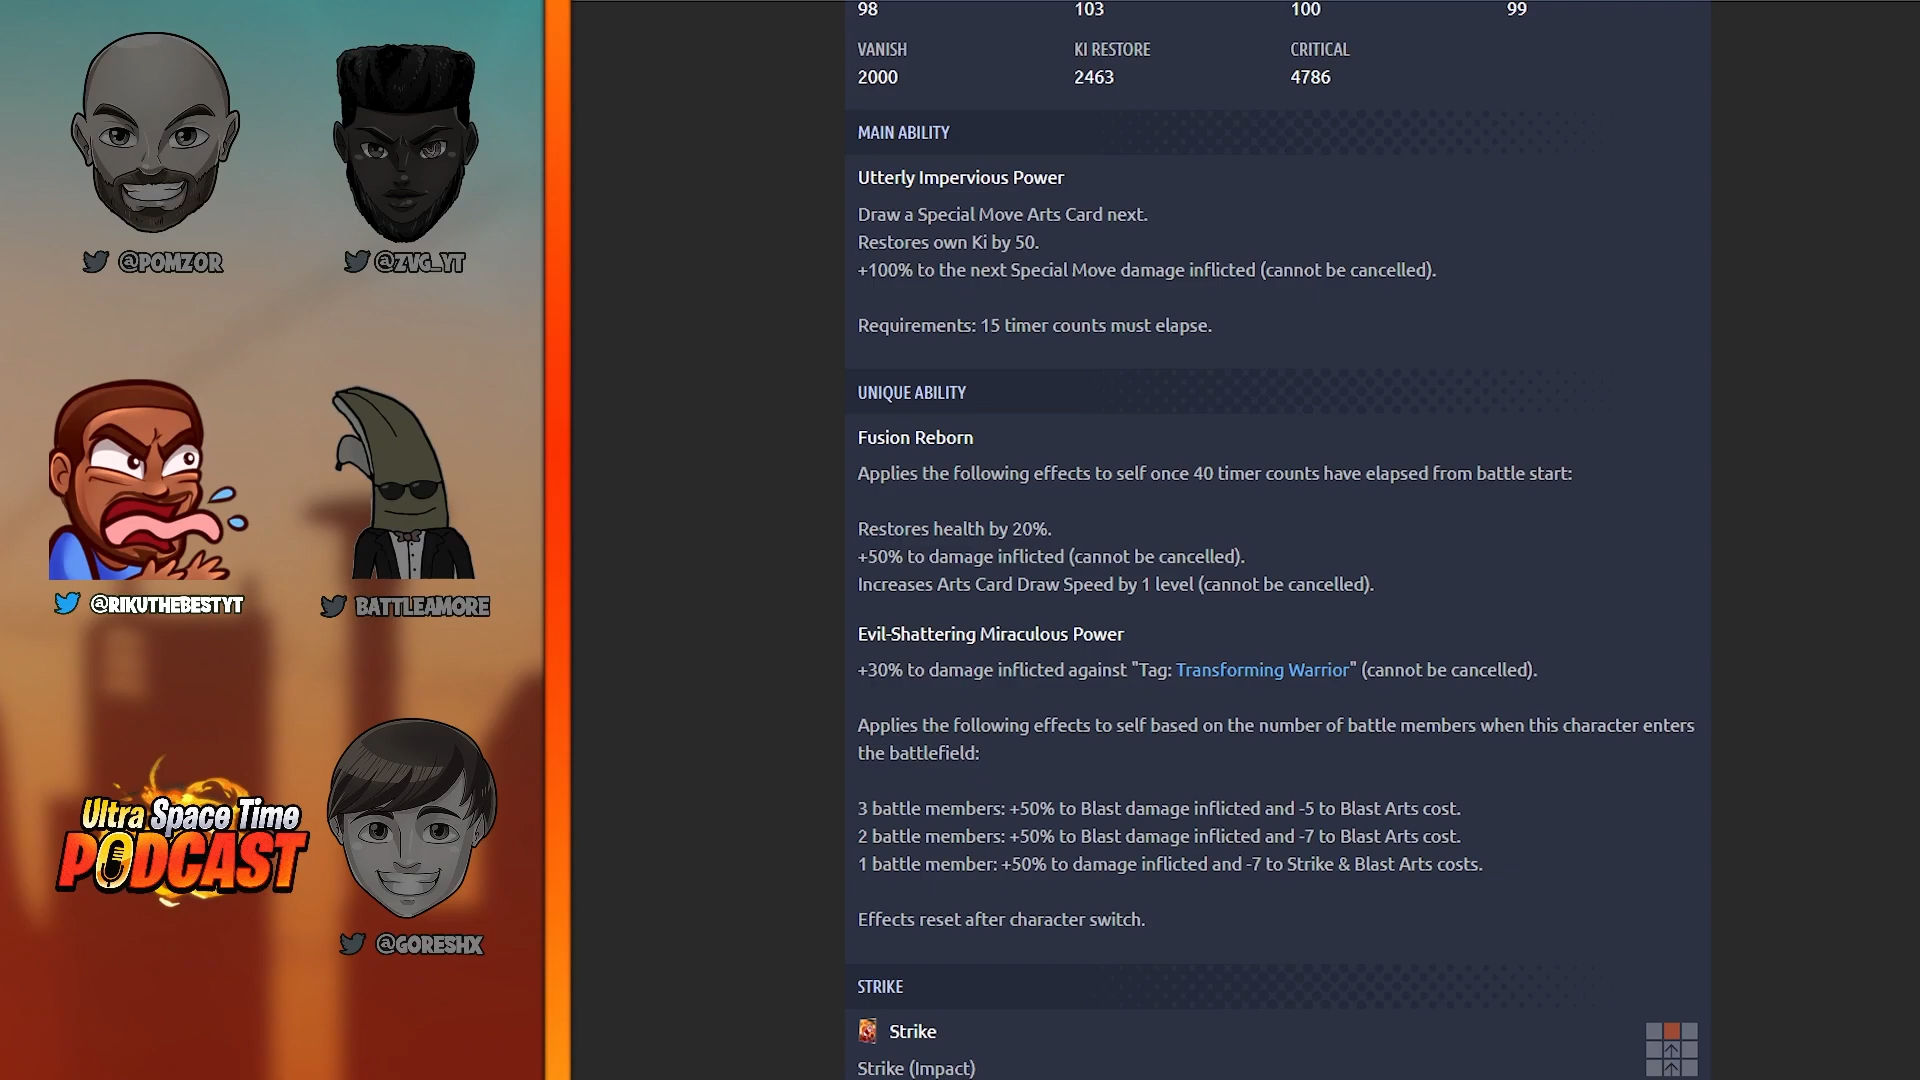 @POMZOR
@ZVG_YT
@RIKUTHEBESTYT
BATTLEAMORE
Ultra Space Time
PODCAST
@GORESHX
98 103 100 99
VANISH KI RESTORE CRITICAL
2000 2463 4786
MAIN ABILITY
Utterly Impervious Power
Draw a Special Move Arts Card next.
Restores own Ki by 50.
+100% to the next Special Move damage inflicted (cannot be cancelled).
Requirements: 15 timer counts must elapse.
UNIQUE ABILITY
Fusion Reborn
Applies the following effects to self once 40 timer counts have elapsed from battle start:
Restores health by 20%.
+50% to damage inflicted (cannot be cancelled).
Increases Arts Card Draw Speed by 1 level (cannot be cancelled).
Evil-Shattering Miraculous Power
+30% to damage inflicted against "Tag: Transforming Warrior" (cannot be cancelled).
Applies the following effects to self based on the number of battle members when this character enters
the battlefield:
3 battle members: +50% to Blast damage inflicted and -5 to Blast Arts cost.
2 battle members: +50% to Blast damage inflicted and -7 to Blast Arts cost.
1 battle member: +50% to damage inflicted and -7 to Strike & Blast Arts costs.
Effects reset after character switch.
STRIKE
Strike
Strike (Impact)